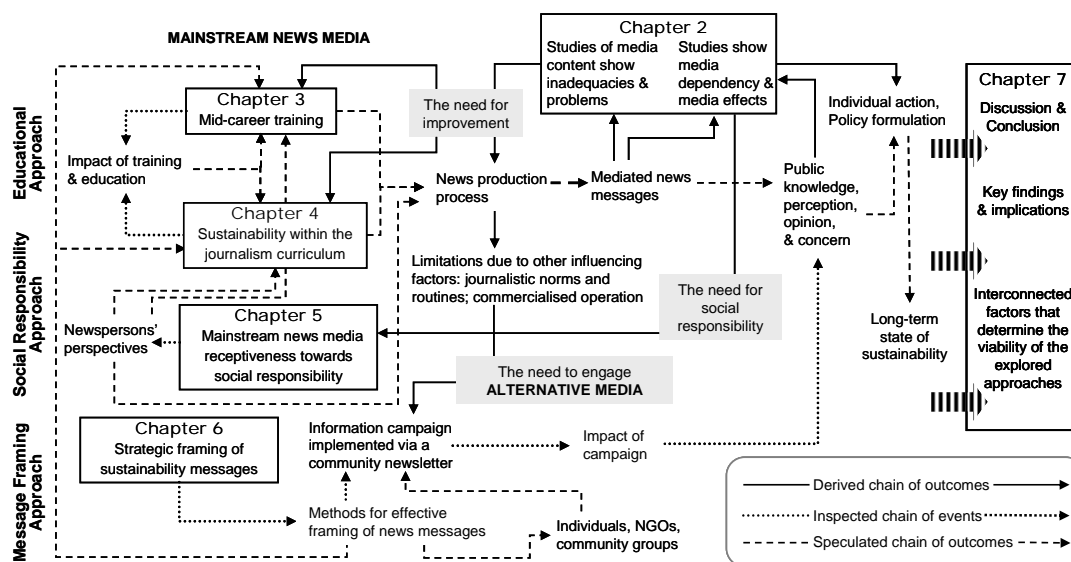 MAINSTREAM NEWS MEDIA
Educational
Approach
Social Responsibility
Approach
Message Framing
Approach
Chapter 3
Mid-career training
Impact of training
& education
Chapter 4
Sustainability within the
journalism curriculum
Newspersons'
perspectives
Chapter 5
Mainstream news media
receptiveness towards
social responsibility
Chapter 6
Strategic framing of
sustainability messages
The need for
improvement
News production
process
Limitations due to other influencing
factors: journalistic norms and
routines; commercialised operation
The need to engage
ALTERNATIVE MEDIA
Information campaign
implemented via a
community newsletter
Methods for effective
framing of news messages
Chapter 2
Studies of media
content show
inadequacies &
problems
Studies show
media
dependency &
media effects
Mediated news
messages
The need for
social
responsibility
Impact of
campaign
Individuals, NGOs,
community groups
Public
knowledge,
perception,
opinion,
& concern
Individual action,
Policy formulation
Long-term
state of
sustainability
Chapter 7
Discussion &
Conclusion
Key findings
& implications
Interconnected
factors that
determine the
viability of the
explored
approaches
Derived chain of outcomes
Inspected chain of events
Speculated chain of outcomes